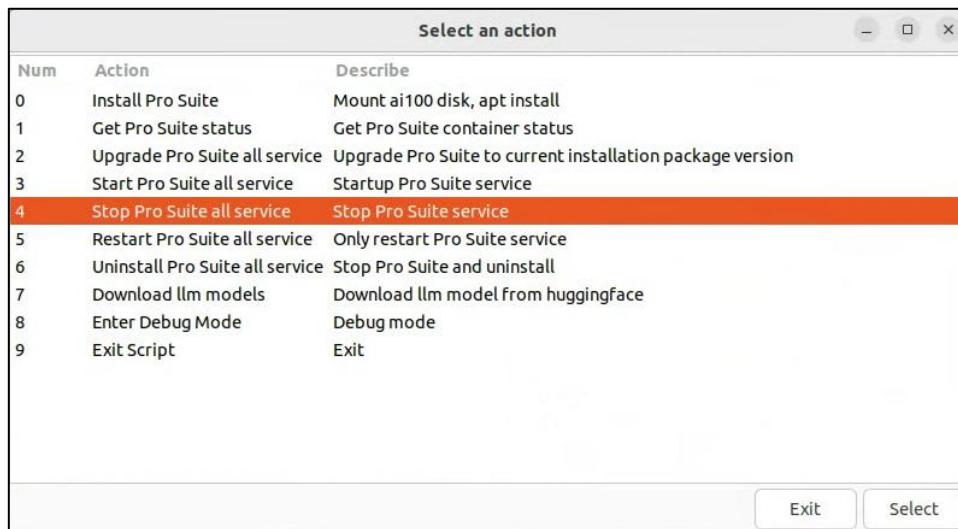 Select an action
Num Action Describe
0 Install Pro Suite Mount ai100 disk, apt install
1 Get Pro Suite status Get Pro Suite container status
2 Upgrade Pro Suite all service Upgrade Pro Suite to current installation package version
3 Start Pro Suite all service Startup Pro Suite service
4 Stop Pro Suite all service Stop Pro Suite service
5 Restart Pro Suite all service Only restart Pro Suite service
6 Uninstall Pro Suite all service Stop Pro Suite and uninstall
7 Download llm models Download llm model from huggingface
8 Enter Debug Mode Debug mode
9 Exit Script Exit
Exit Select